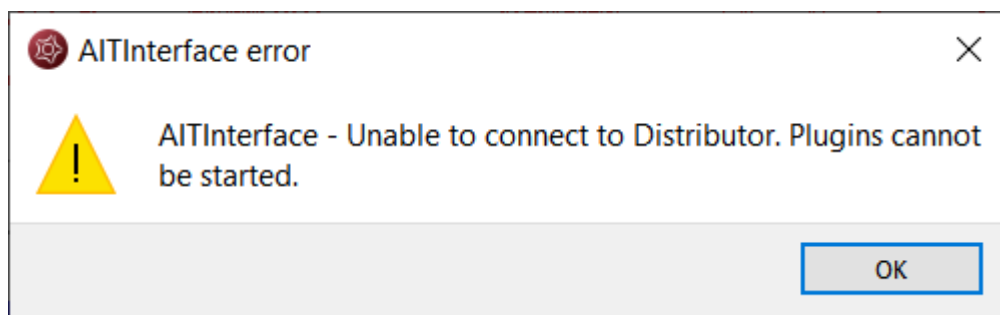 AITInterface error
AITInterface - Unable to connect to Distributor. Plugins cannot
be started.
OK